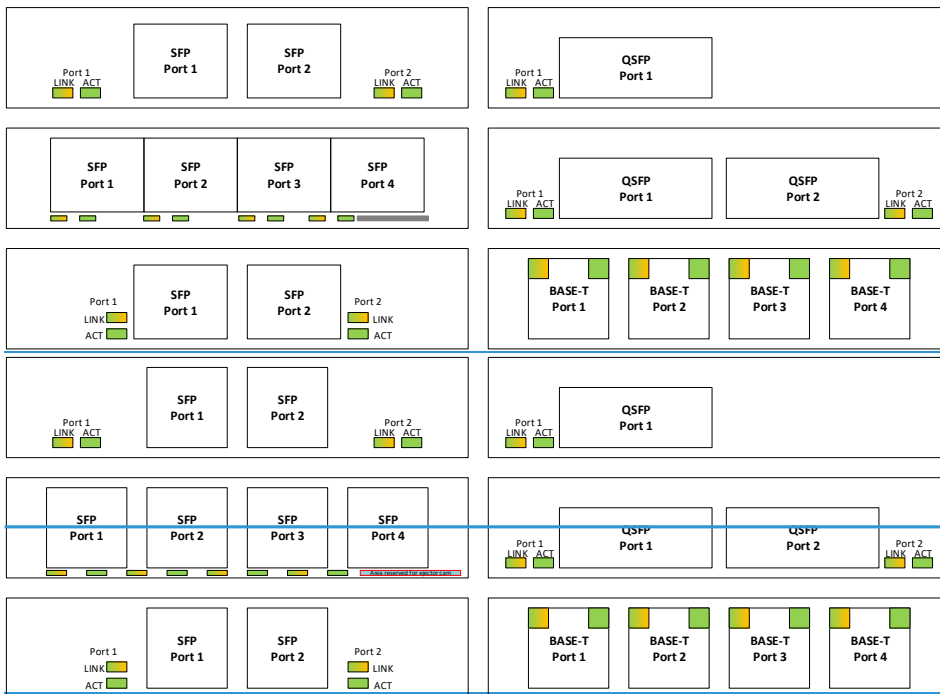 SFP
Port 1
SFP
Port 2
Port 1
LINK ACT
Port 2
LINK ACT
QSFP
Port 1
Port 1
LINK ACT
SFP
Port 1
SFP
Port 2
SFP
Port 3
SFP
Port 4
QSFP
Port 1
QSFP
Port 2
Port 1
LINK ACT
Port 2
LINK ACT
SFP
Port 1
SFP
Port 2
Port 1
LINK
ACT
Port 2
LINK
ACT
BASE-T
Port 1
BASE-T
Port 2
BASE-T
Port 3
BASE-T
Port 4
SFP
Port 1
SFP
Port 2
Port 1
LINK ACT
Port 2
LINK ACT
QSFP
Port 1
Port 1
LINK ACT
SFP
Port 1
SFP
Port 2
SFP
Port 3
SFP
Port 4
Area reserved for ejector cam
QSFP
Port 1
QSFP
Port 2
Port 1
LINK ACT
Port 2
LINK ACT
SFP
Port 1
SFP
Port 2
Port 1
LINK
ACT
Port 2
LINK
ACT
BASE-T
Port 1
BASE-T
Port 2
BASE-T
Port 3
BASE-T
Port 4